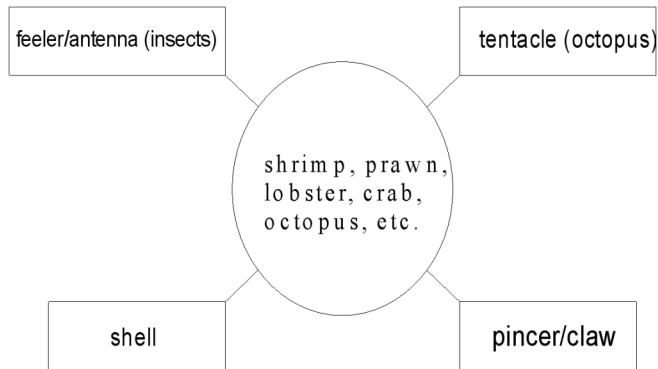 feeler/antenna (insects)
tentacle (octopus)
shrimp, prawn,
lobster, crab,
octopus, etc.
shell
pincer/claw